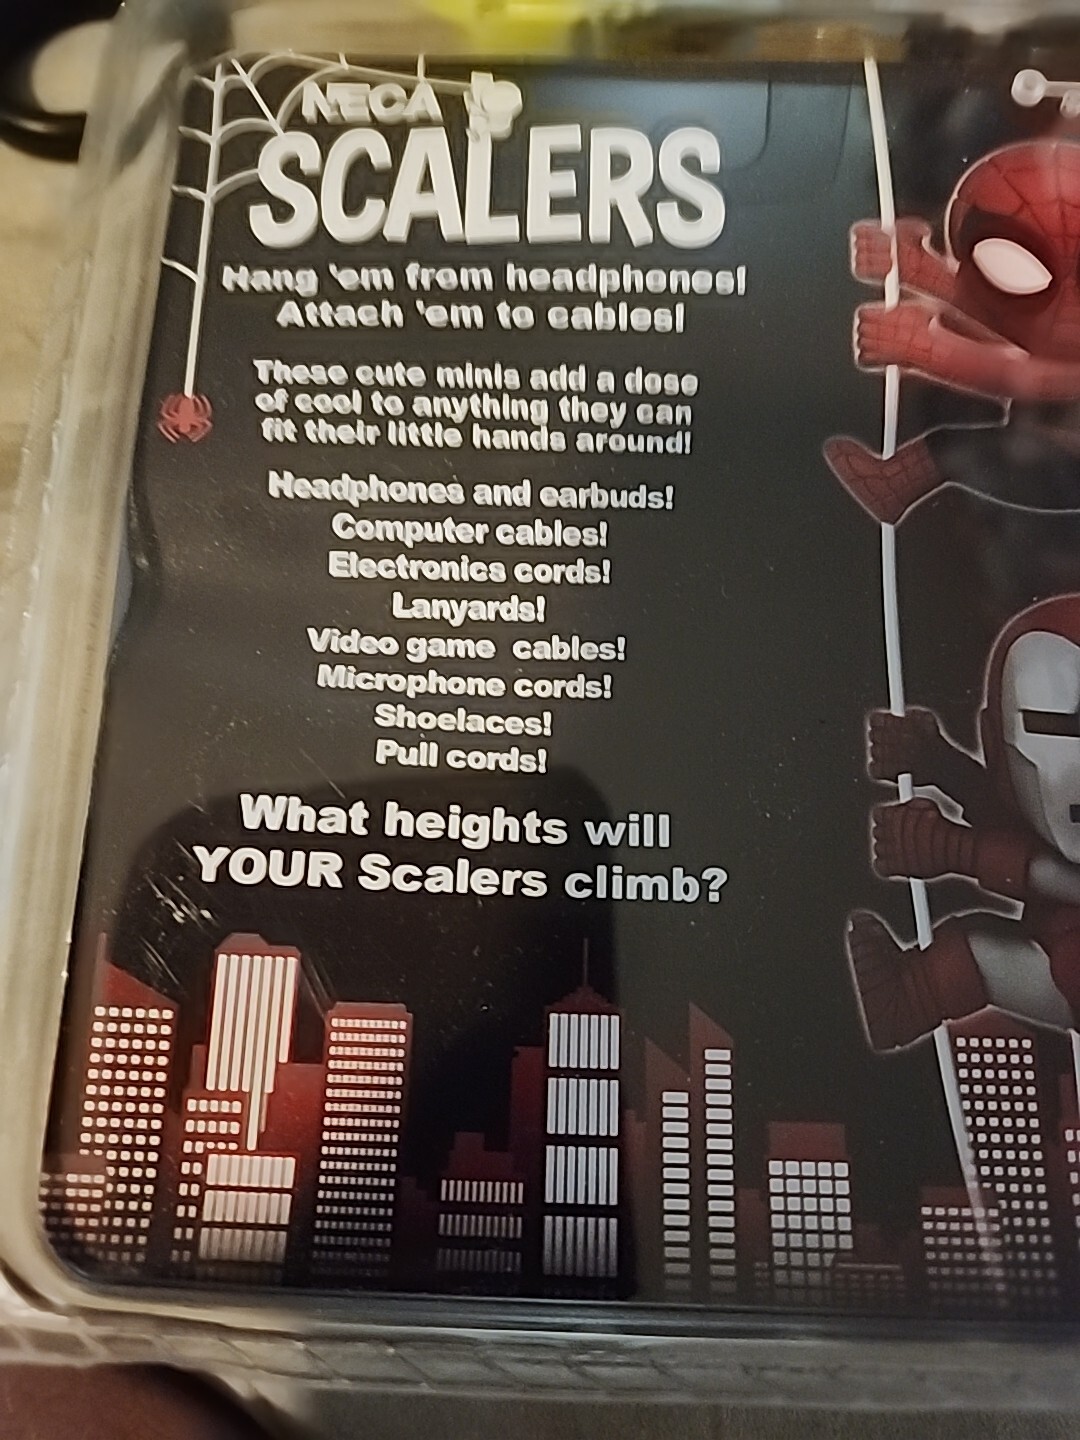 NECA
SCALERS
Hang 'em from headphones!
Attach 'em to cables!
These cute minis add a dose
of cool to anything they can
fit their little hands around!
Headphones and earbuds!
Computer cables!
Electronics cords!
Lanyards!
Video game  cables!
Microphone cords!
Shoelaces!
Pull cords!
What heights will
YOUR Scalers climb?